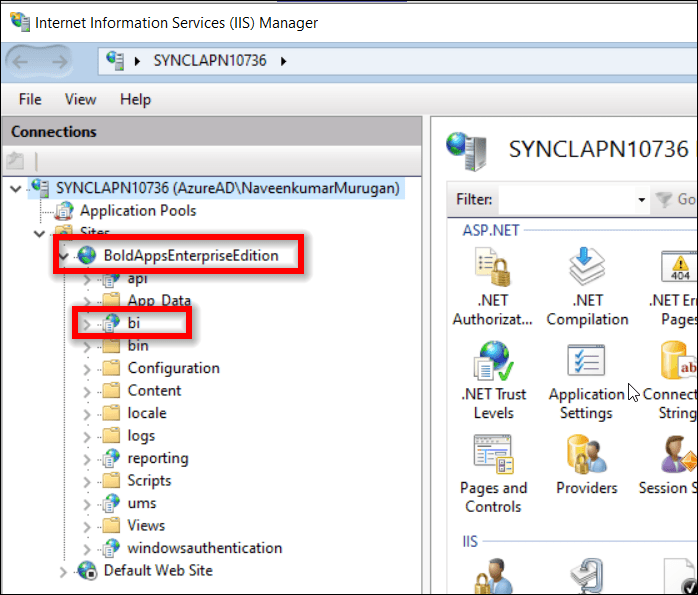 Internet Information Services (IIS) Manager
SYNCLAPN10736
File View Help
Connections
SYNCLAPN10736 (AzureAD\NaveenkumarMurugan)
Application Pools
Sites
BoldAppsEnterpriseEdition
api
App_Data
bi
bin
Configuration
Content
locale
logs
reporting
Scripts
ums
Views
windowsauthentication
Default Web Site
SYNCLAPN10736
Filter: Go
ASP.NET
.NET
Authorizat...
.NET
Compilation
.NET Err
Pages
404
.NET Trust
Levels
Application
Settings
Connect
String
ab
Pages and
Controls
Providers
Session S
IIS